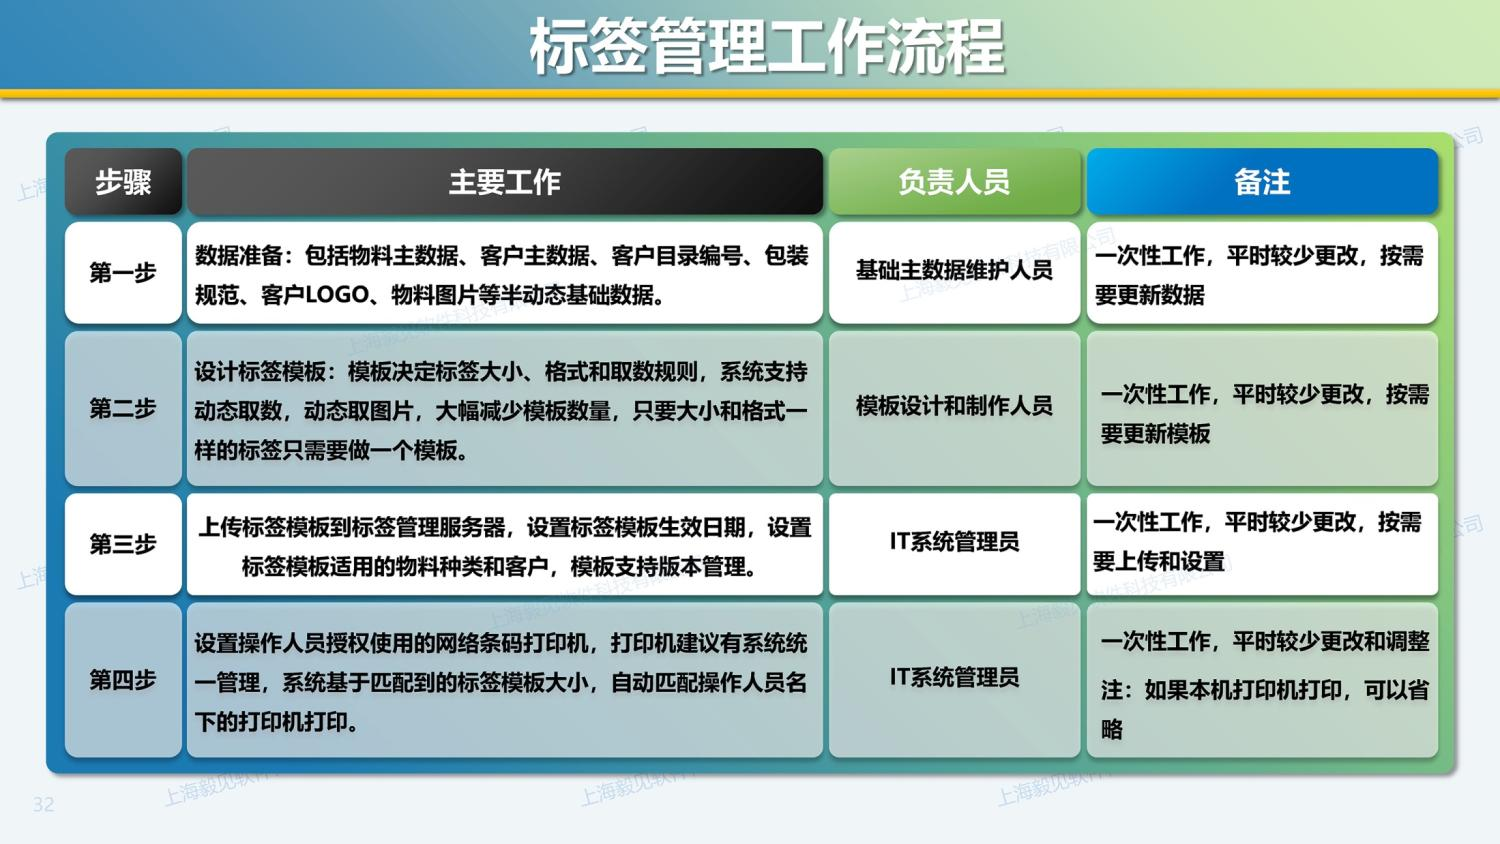 标签管理工作流程
步骤
主要工作
负责人员
备注
第一步
数据准备：包括物料主数据、客户主数据、客户目录编号、包装
规范、客户LOGO、物料图片等半动态基础数据。
基础主数据维护人员
一次性工作，平时较少更改，按需
要更新数据
第二步
设计标签模板：模板决定标签大小、格式和取数规则，系统支持
动态取数，动态取图片，大幅减少模板数量，只要大小和格式一
样的标签只需要做一个模板。
模板设计和制作人员
一次性工作，平时较少更改，按需
要更新模板
第三步
上传标签模板到标签管理服务器，设置标签模板生效日期，设置
标签模板适用的物料种类和客户，模板支持版本管理。
IT系统管理员
一次性工作，平时较少更改，按需
要上传和设置
第四步
设置操作人员授权使用的网络条码打印机，打印机建议有系统统
一管理，系统基于匹配到的标签模板大小，自动匹配操作人员名
下的打印机打印。
IT系统管理员
一次性工作，平时较少更改和调整
注：如果本机打印机打印，可以省
略
32